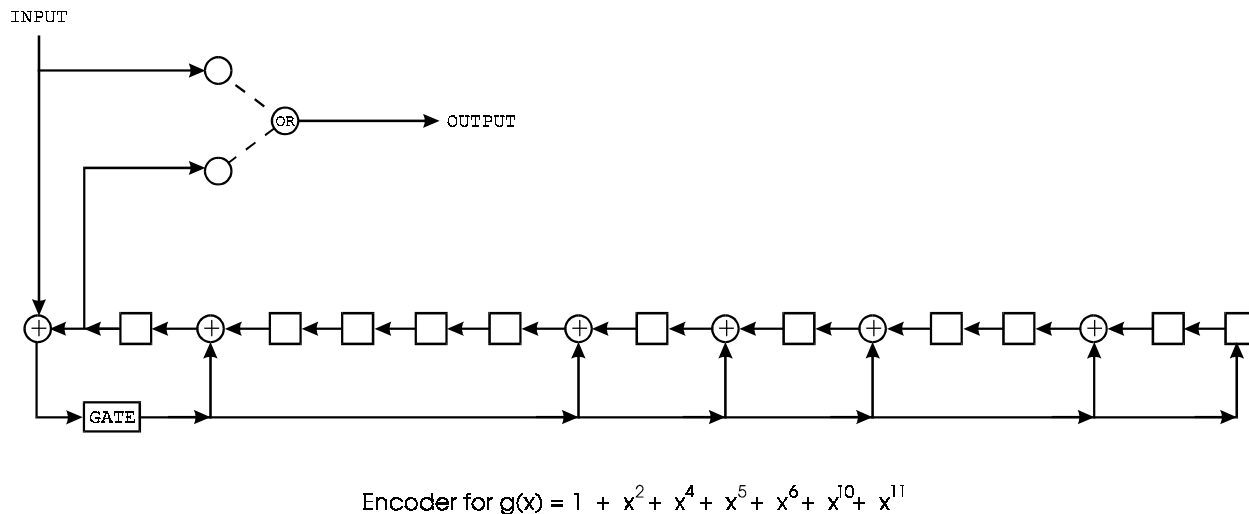 INPUT
OR
OUTPUT
+ + + + + +
GATE
Encoder for g(x) = 1 + x² + x⁴ + x⁵ + x⁶ + x¹⁰ + x¹¹